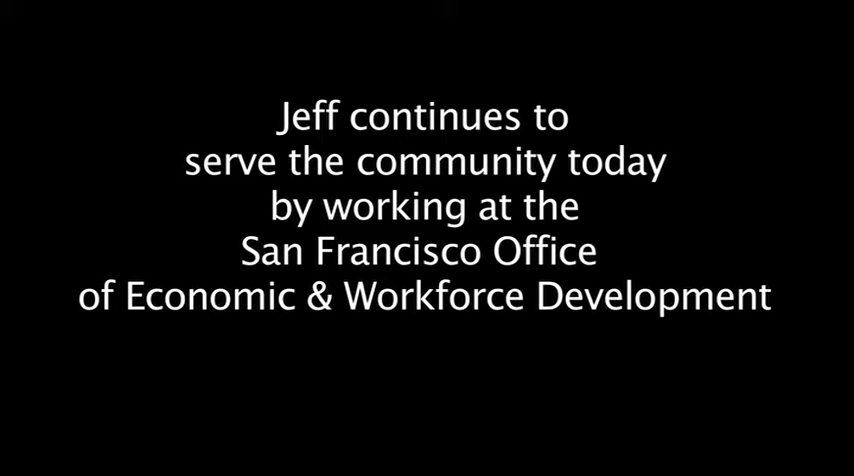 Jeff continues to
serve the community today
by working at the
San Francisco Office
of Economic & Workforce Development